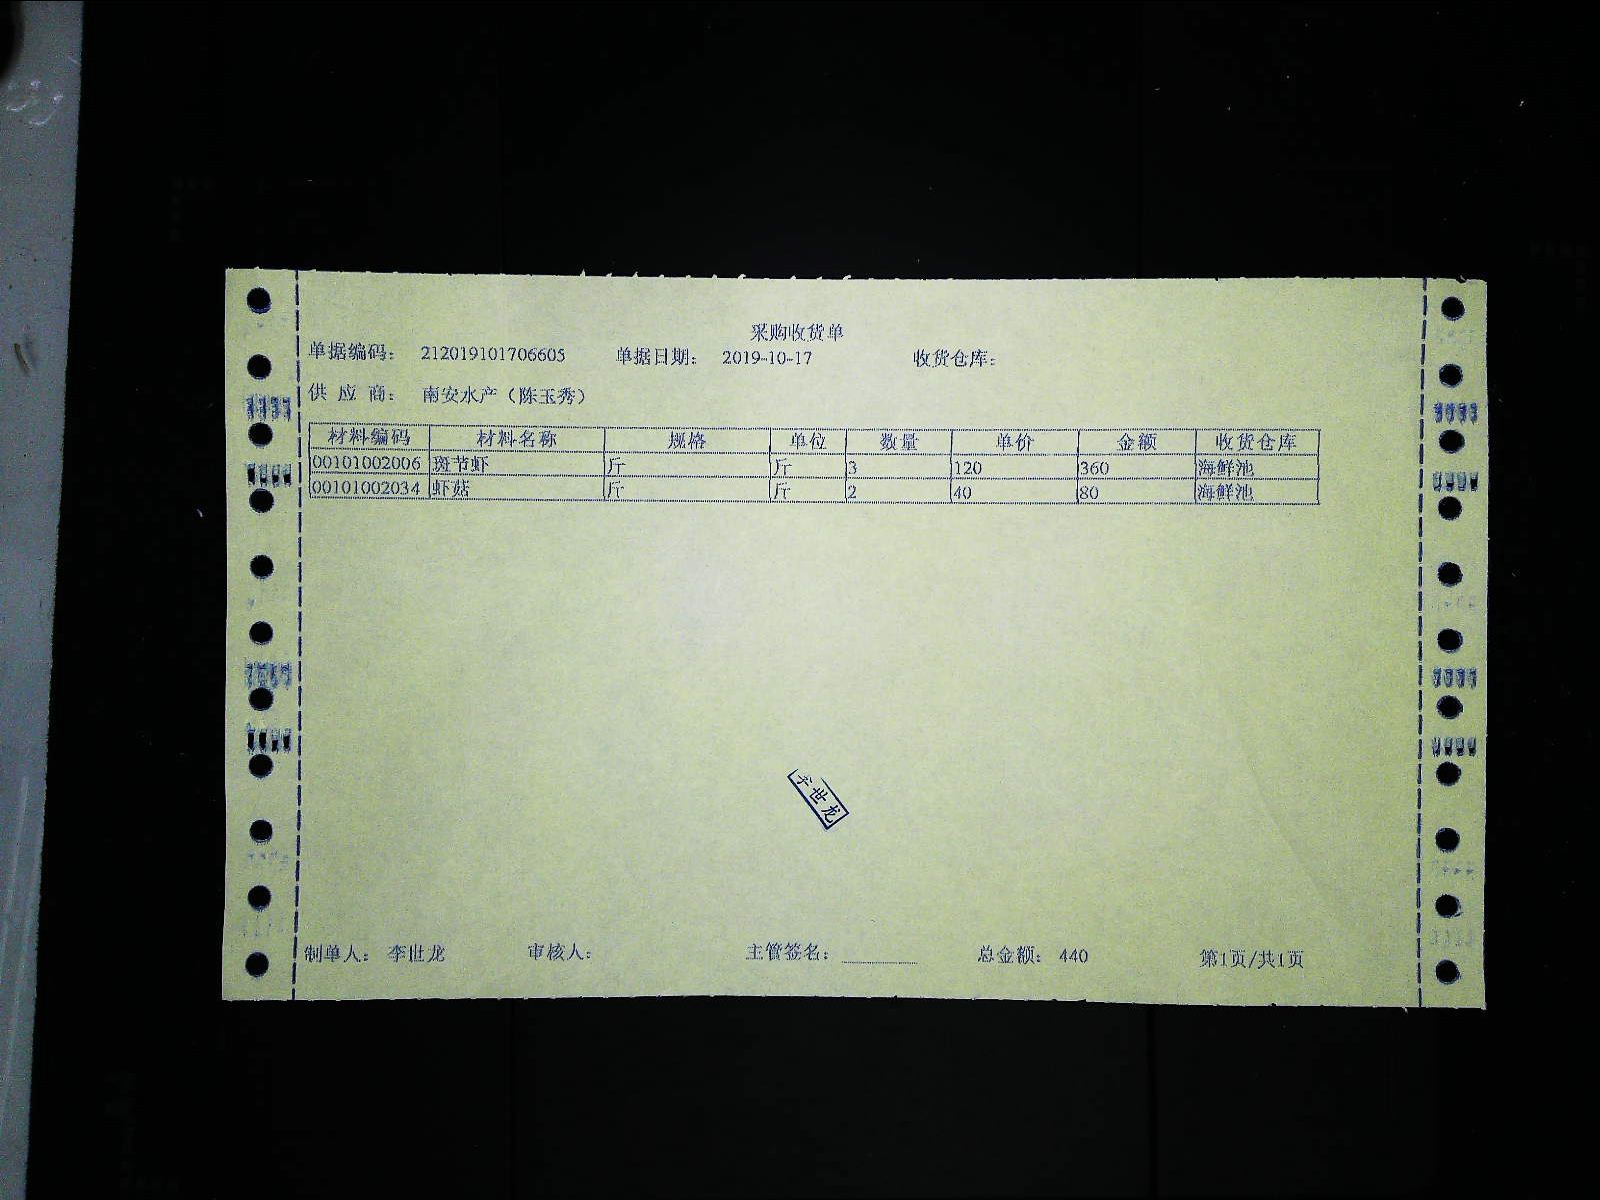 采购收货单
单据编码： 212019101706605 单据日期： 2019-10-17 收货仓库：
供 应 商： 南安水产（陈玉秀）
材料编码 材料名称 规格 单位 数量 单价 金额 收货仓库
00101002006 斑节虾 斤 斤 3 120 360 海鲜池
00101002034 虾菇 斤 斤 2 40 80 海鲜池
李世龙
制单人： 李世龙 审核人： 主管签名： 总金额： 440 第1页/共1页